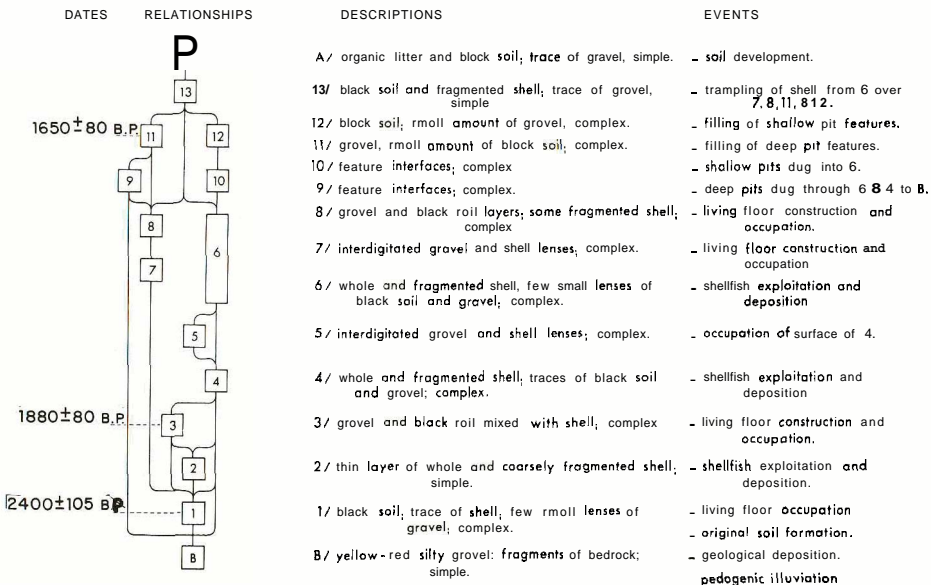 DATES RELATIONSHIPS DESCRIPTIONS EVENTS
P
A/ organic litter and block soil; trace of gravel, simple. - soil development.
13
13/ black soil and fragmented shell; trace of grovel, - trampling of shell from 6 over
simple 7, 8, 11, 812.
1650±80 B.P. 11 12
12/ block soil; rmoll amount of grovel, complex. - filling of shallow pit features.
11/ grovel, rmoll amount of block soil; complex. - filling of deep pit features.
9 10
10/ feature interfaces; complex - shallow pits dug into 6.
9/ feature interfaces; complex. - deep pits dug through 6 8 4 to B.
8
8/ grovel and black roil layers; some fragmented shell; - living floor construction and
complex occupation.
7 6
7/ interdigitated gravel and shell lenses; complex. - living floor construction and
occupation
6/ whole and fragmented shell, few small lenses of - shellfish exploitation and
black soil and gravel; complex. deposition
5
5/ interdigitated grovel and shell lenses; complex. - occupation of surface of 4.
4
4/ whole and fragmented shell; traces of black soil - shellfish exploitation and
and grovel; complex. deposition
1880±80 B.P. 3
3/ grovel and black roil mixed with shell; complex - living floor construction and
occupation.
2
2/ thin layer of whole and coarsely fragmented shell; - shellfish exploitation and
simple. deposition.
2400±105 B.P 1
1/ black soil; trace of shell, few rmoll lenses of - living floor occupation
gravel; complex. - original soil formation.
B
B/ yellow-red silty grovel: fragments of bedrock; - geological deposition.
simple. pedogenic illuviation